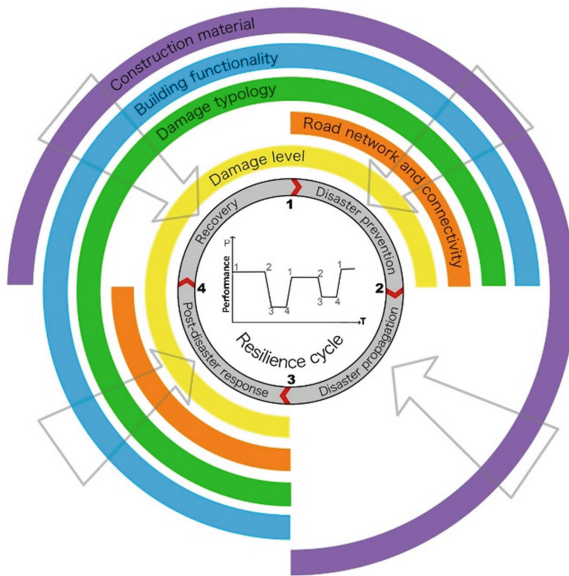 Construction material
Building functionality
Damage typology
Road network and connectivity
Damage level
Recovery
Disaster prevention
Disaster propagation
Post-disaster response
1
2
3
4
P
Performance
T
1
2
3
4
1
2
3
4
1
Resilience cycle